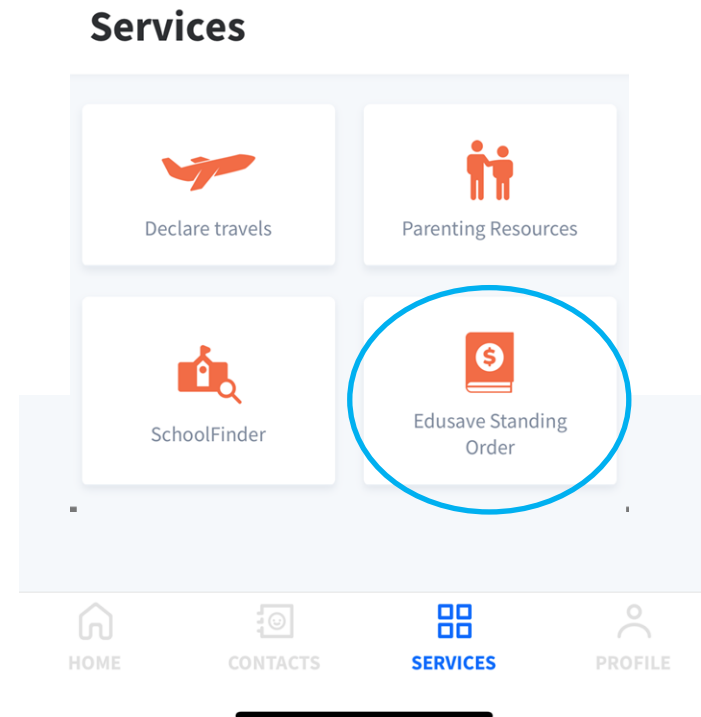 Services
Declare travels
Parenting Resources
SchoolFinder
$
Edusave Standing
Order
HOME
CONTACTS
SERVICES
PROFILE